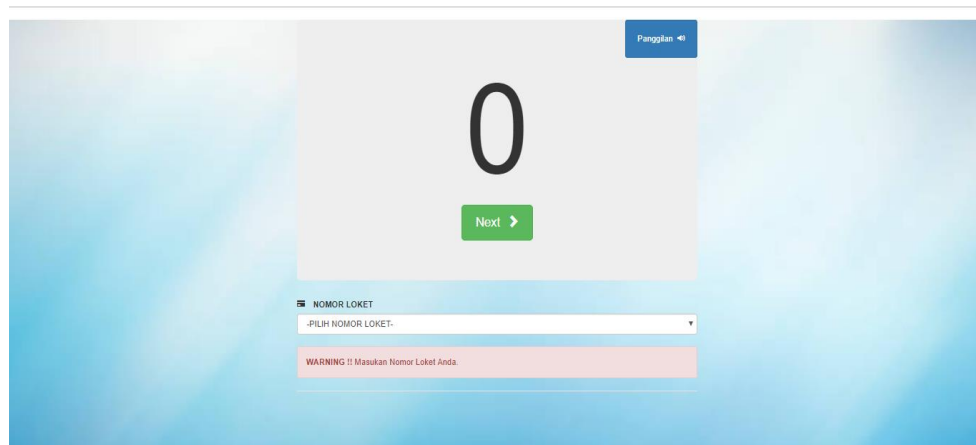 Panggilan
0
Next
NOMOR LOKET
-PILIH NOMOR LOKET-
WARNING !! Masukan Nomor Loket Anda.